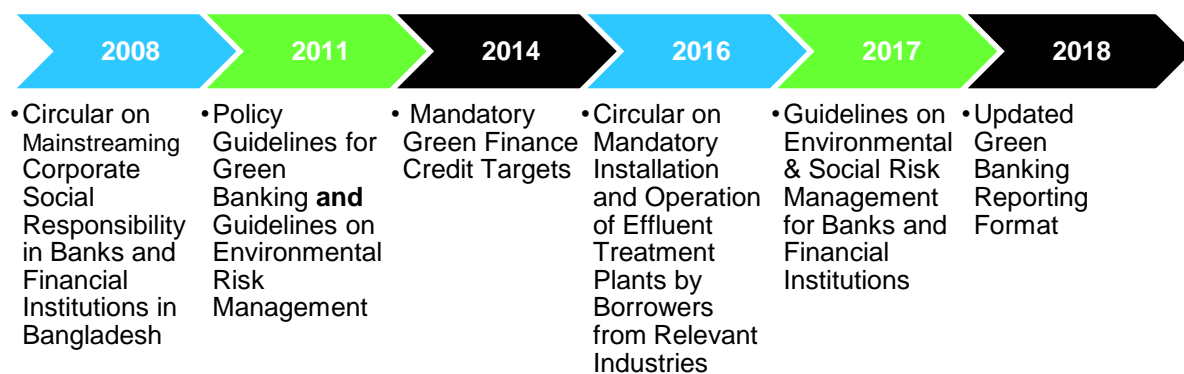 2008
2011
2014
2016
2017
2018
• Circular on
Mainstreaming
Corporate
Social
Responsibility
in Banks and
Financial
Institutions in
Bangladesh
• Policy
Guidelines for
Green
Banking and
Guidelines on
Environmental
Risk
Management
• Mandatory
Green Finance
Credit Targets
• Circular on
Mandatory
Installation
and Operation
of Effluent
Treatment
Plants by
Borrowers
from Relevant
Industries
• Guidelines on
Environmental
& Social Risk
Management
for Banks and
Financial
Institutions
• Updated
Green
Banking
Reporting
Format